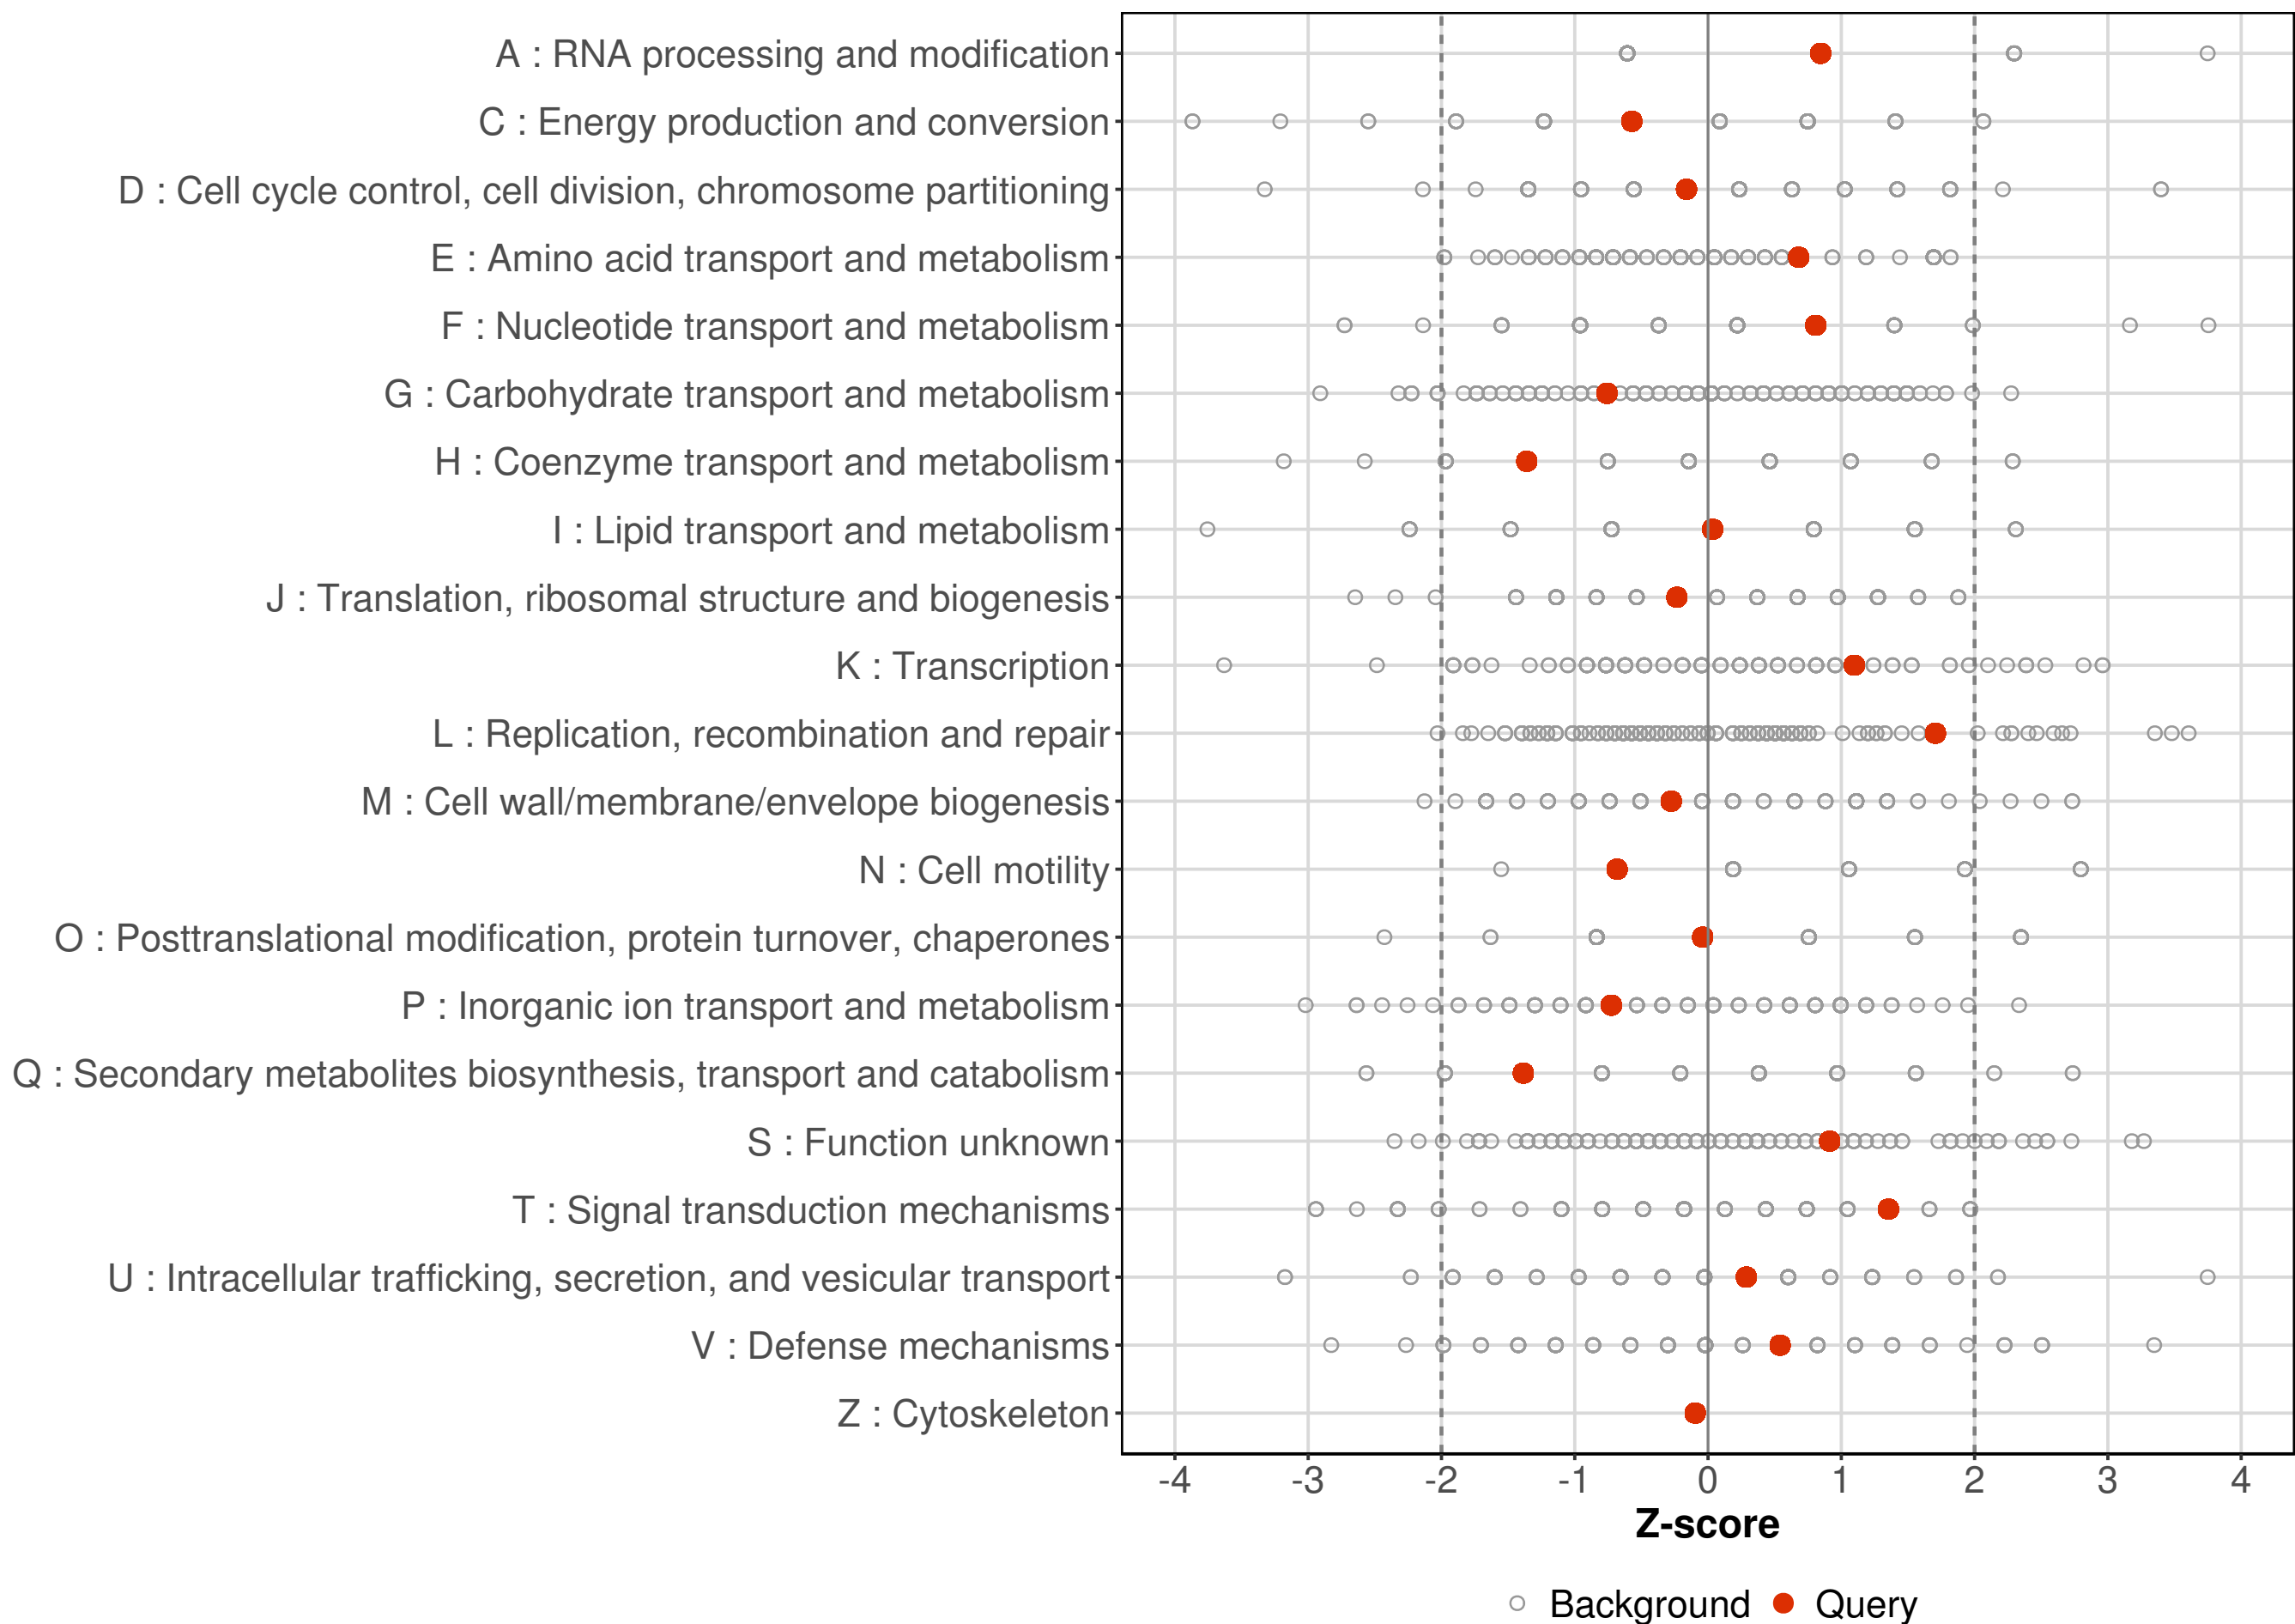 A : RNA processing and modification
C : Energy production and conversion
D : Cell cycle control, cell division, chromosome partitioning
E : Amino acid transport and metabolism
F : Nucleotide transport and metabolism
G : Carbohydrate transport and metabolism
H : Coenzyme transport and metabolism
I : Lipid transport and metabolism
J : Translation, ribosomal structure and biogenesis
K : Transcription
L : Replication, recombination and repair
M : Cell wall/membrane/envelope biogenesis
N : Cell motility
O : Posttranslational modification, protein turnover, chaperones
P : Inorganic ion transport and metabolism
Q : Secondary metabolites biosynthesis, transport and catabolism
S : Function unknown
T : Signal transduction mechanisms
U : Intracellular trafficking, secretion, and vesicular transport
V : Defense mechanisms
Z : Cytoskeleton
-4 -3 -2 -1 0 1 2 3 4
Z-score
Background Query